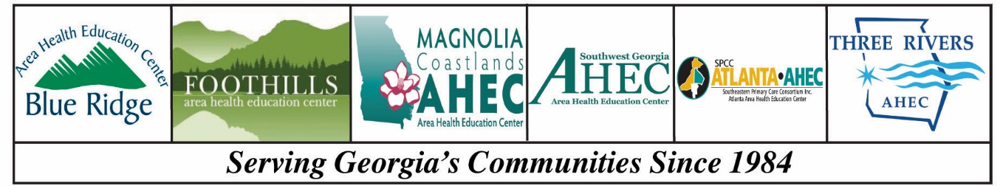 Area Health Education Center
Blue Ridge
FOOTHILLS
area health education center
MAGNOLIA
Coastlands
AHEC
Area Health Education Center
Southwest Georgia
AHEC
Area Health Education Center
SPCC
ATLANTA•AHEC
Southeastern Primary Care Consortium Inc.
Atlanta Area Health Education Center
THREE RIVERS
AHEC
Serving Georgia's Communities Since 1984